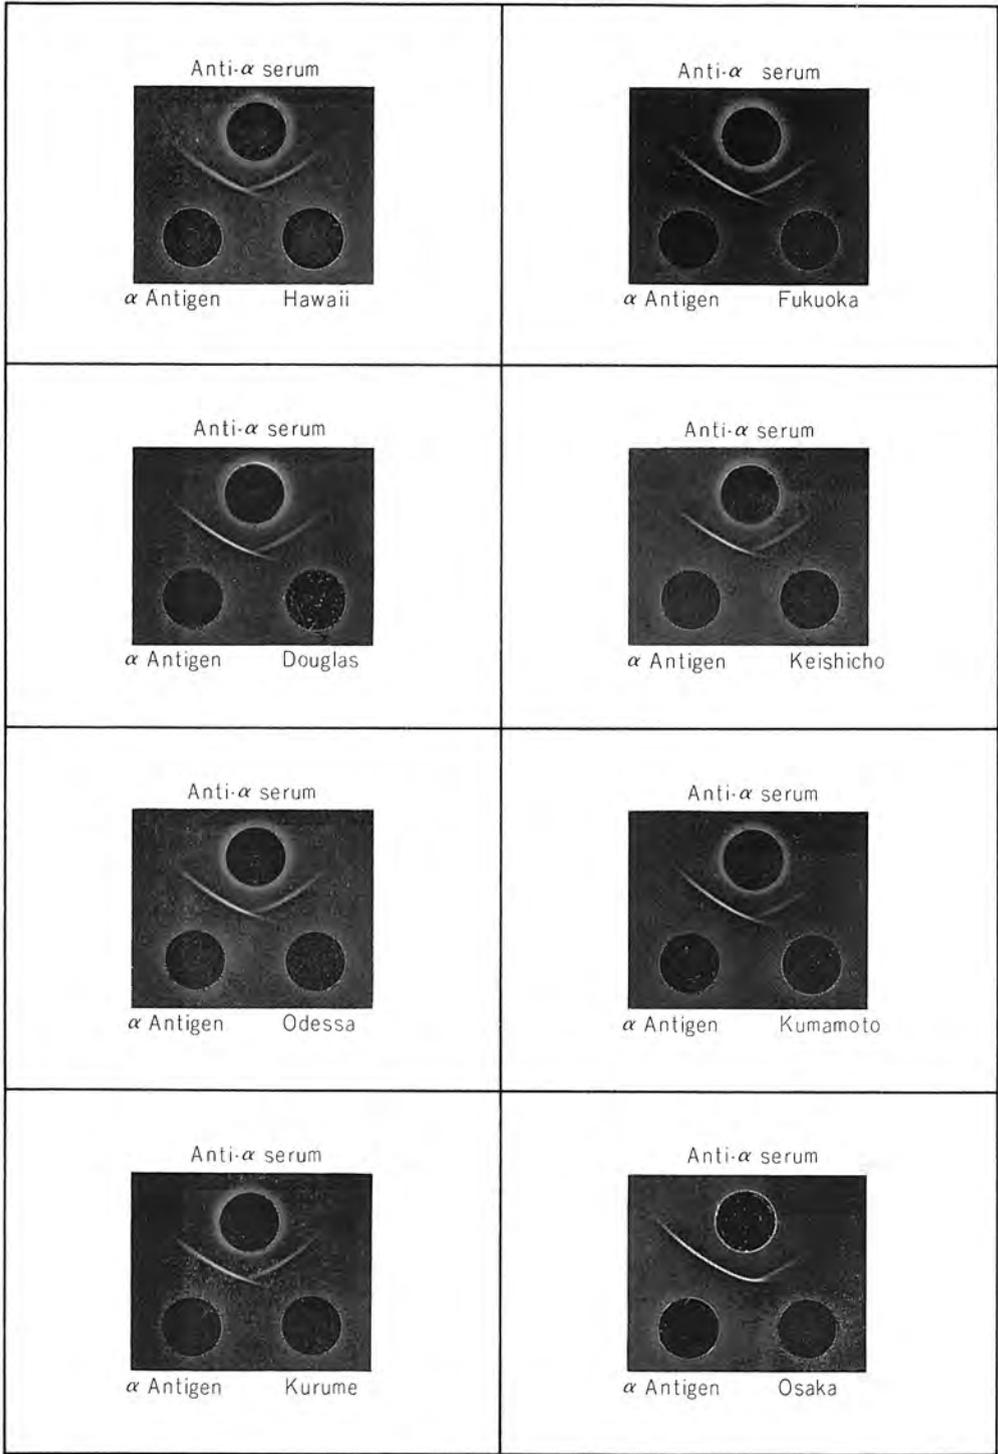 Anti-α serum
α Antigen Hawaii
Anti-α serum
α Antigen Fukuoka
Anti-α serum
α Antigen Douglas
Anti-α serum
α Antigen Keishicho
Anti-α serum
α Antigen Odessa
Anti-α serum
α Antigen Kumamoto
Anti-α serum
α Antigen Kurume
Anti-α serum
α Antigen Osaka